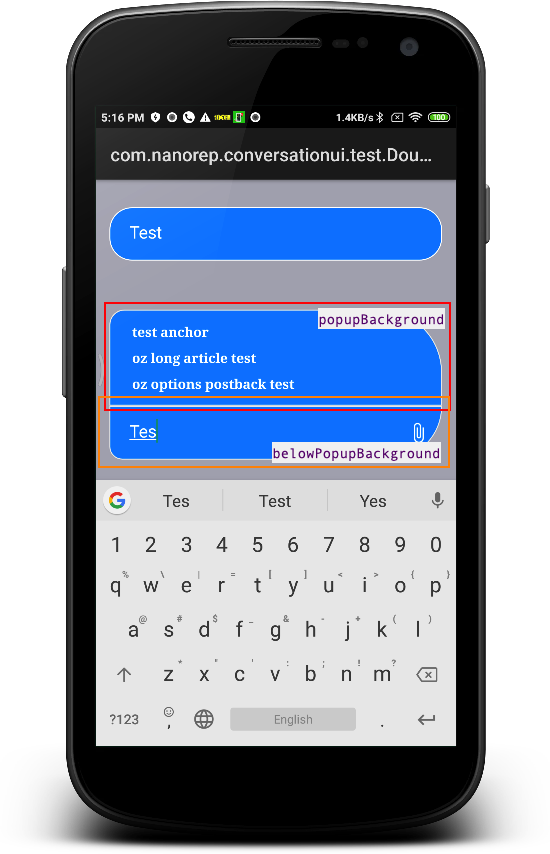 5:16 PM 1.4KB/s 100
com.nanorep.conversationui.test.Dou...
Test
popupBackground
test anchor
oz long article test
oz options postback test
Tes
belowPopupBackground
G Tes Test Yes
1 2 3 4 5 6 7 8 9 0
q% w\ e| r= t[ y] u< i> o{ p}
a@ s# d$ f_ g& h- j+ k( l)
z* x" c' v: b; n! m?
?123 , English .